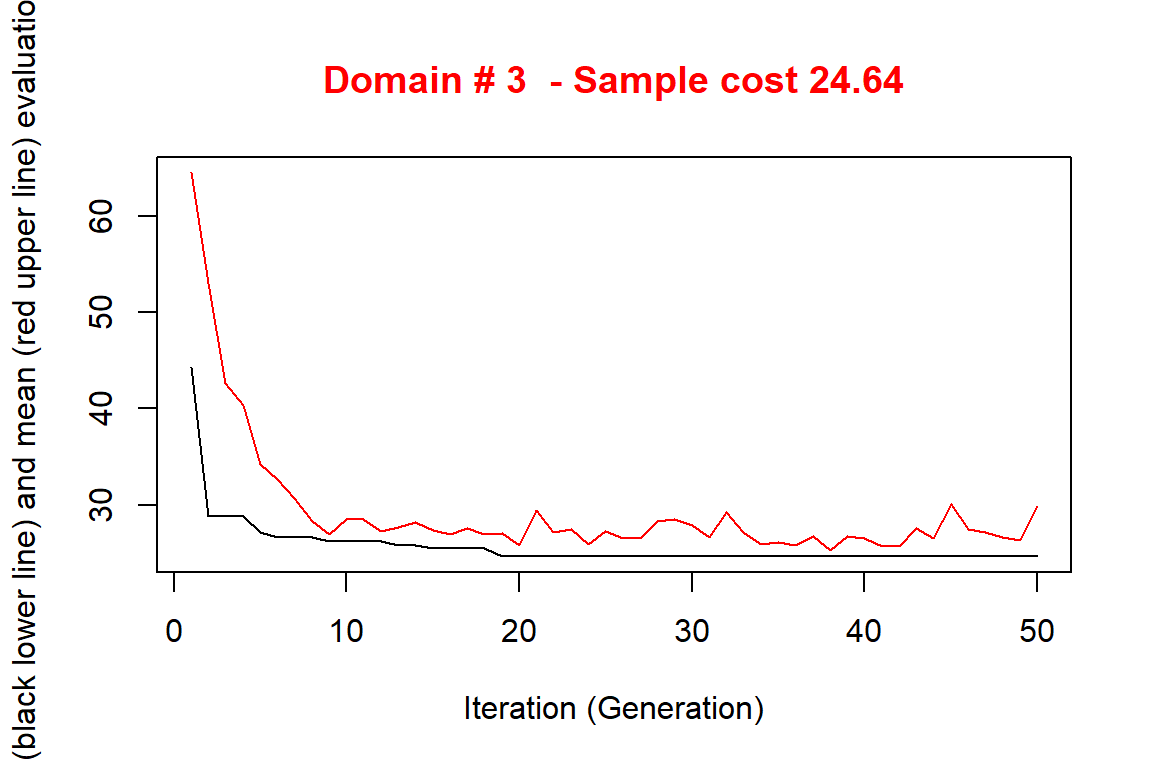 Domain # 3  - Sample cost 24.64
(black lower line) and mean (red upper line) evaluatio
60
50
40
30
0 10 20 30 40 50
Iteration (Generation)